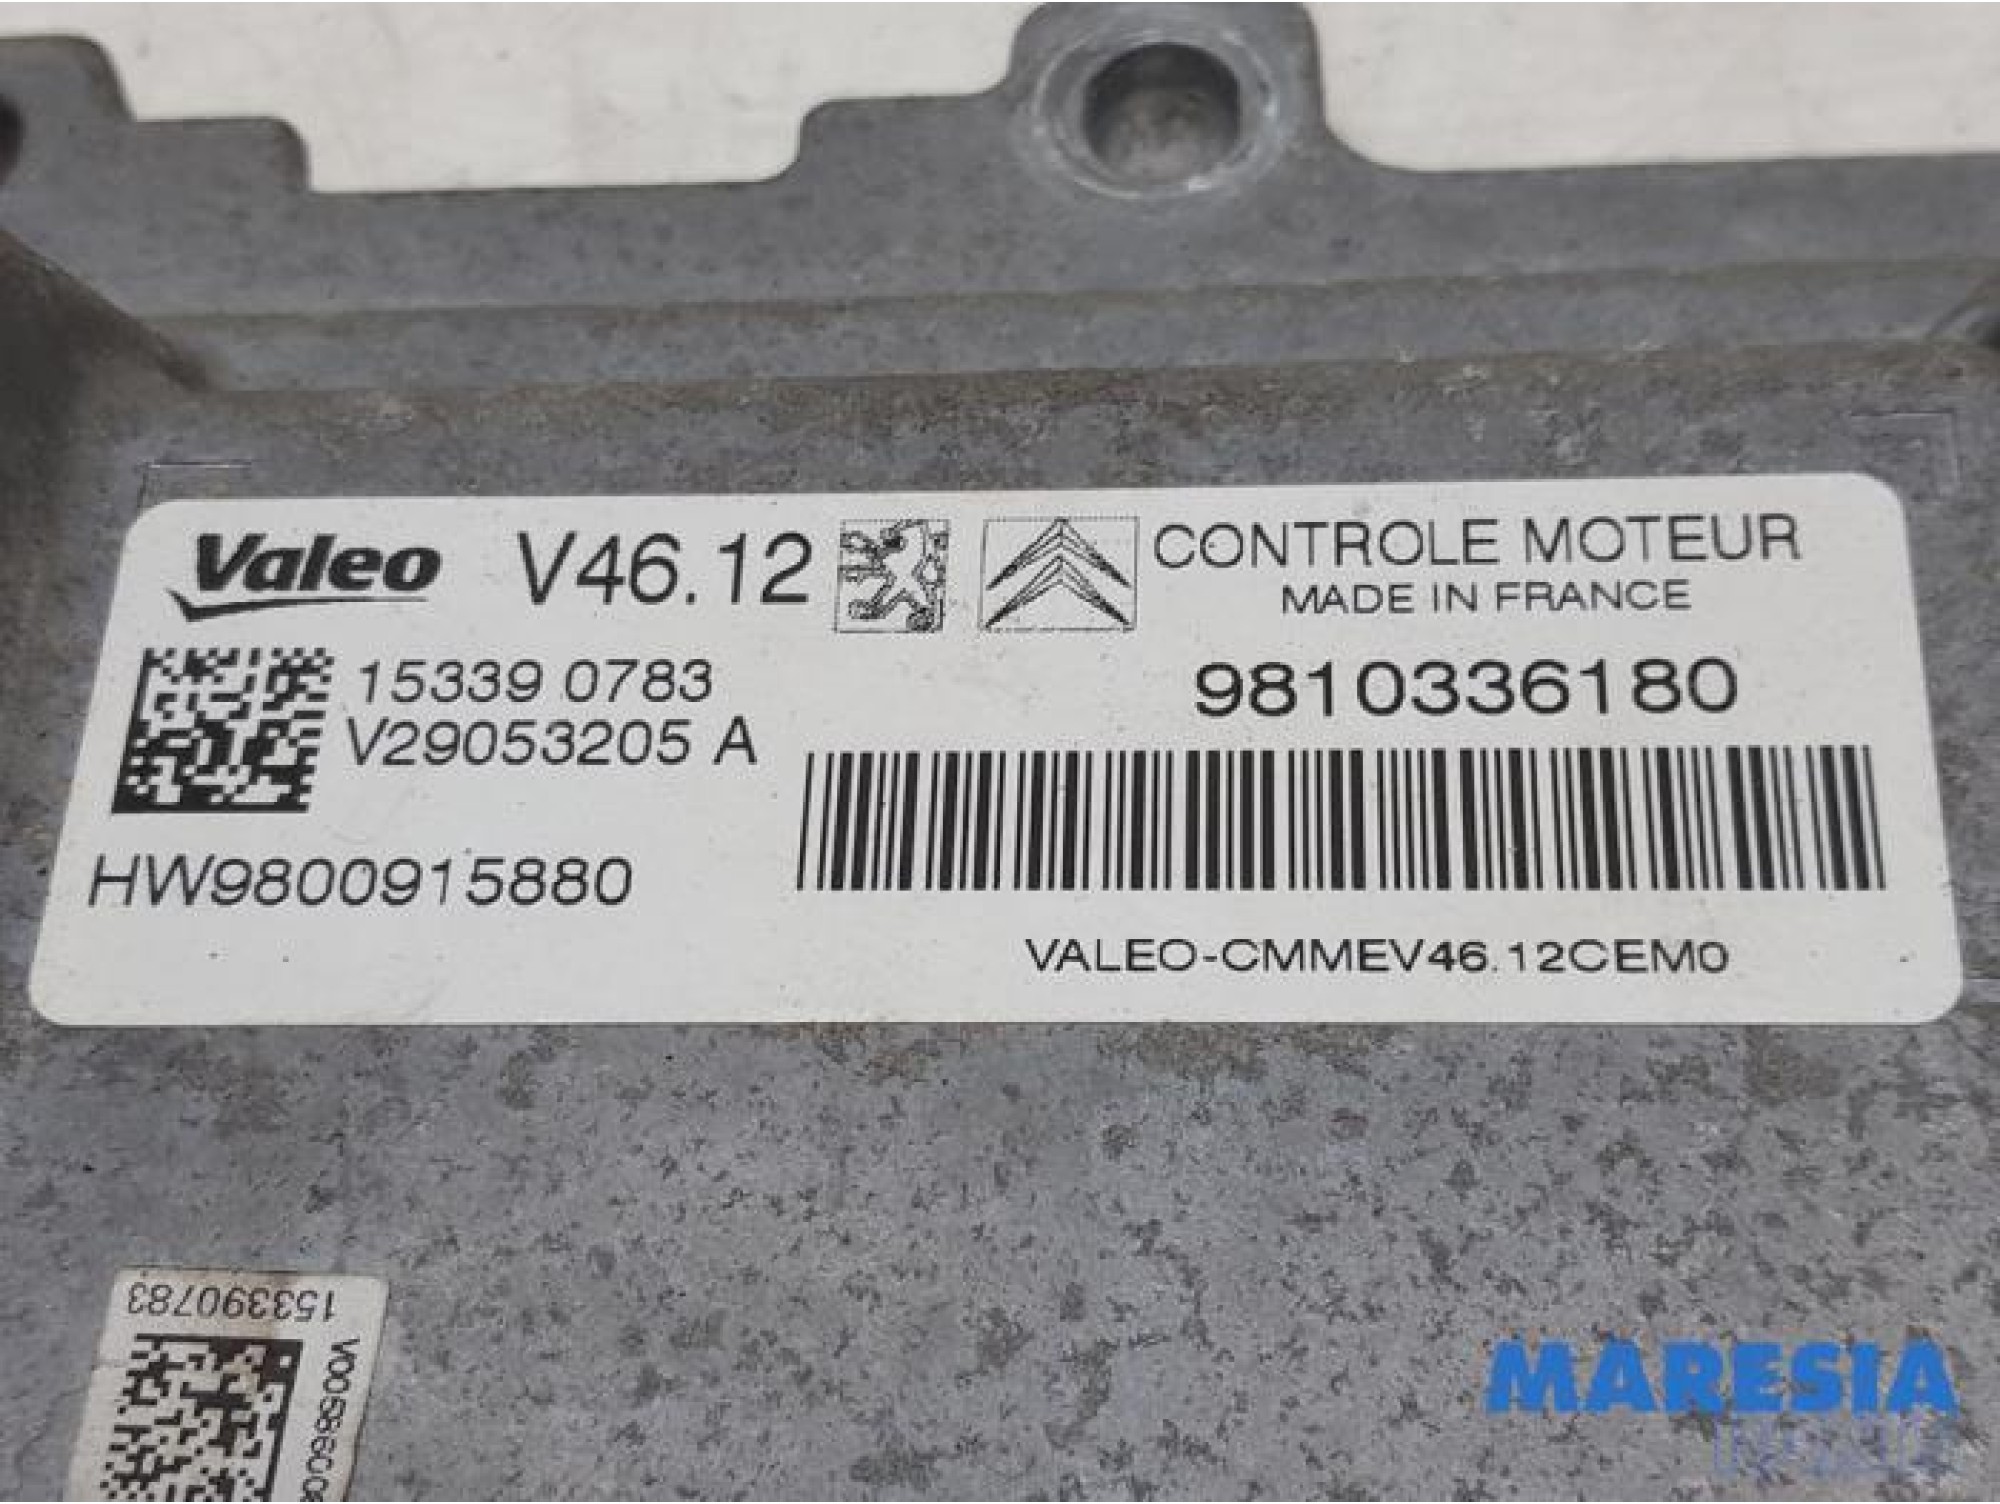 Valeo V46.12 CONTROLE MOTEUR
MADE IN FRANCE
15339 0783
9810336180
V29053205 A
HW9800915880
VALEO-CMMEV46.12CEM0
153390783
MARESIA